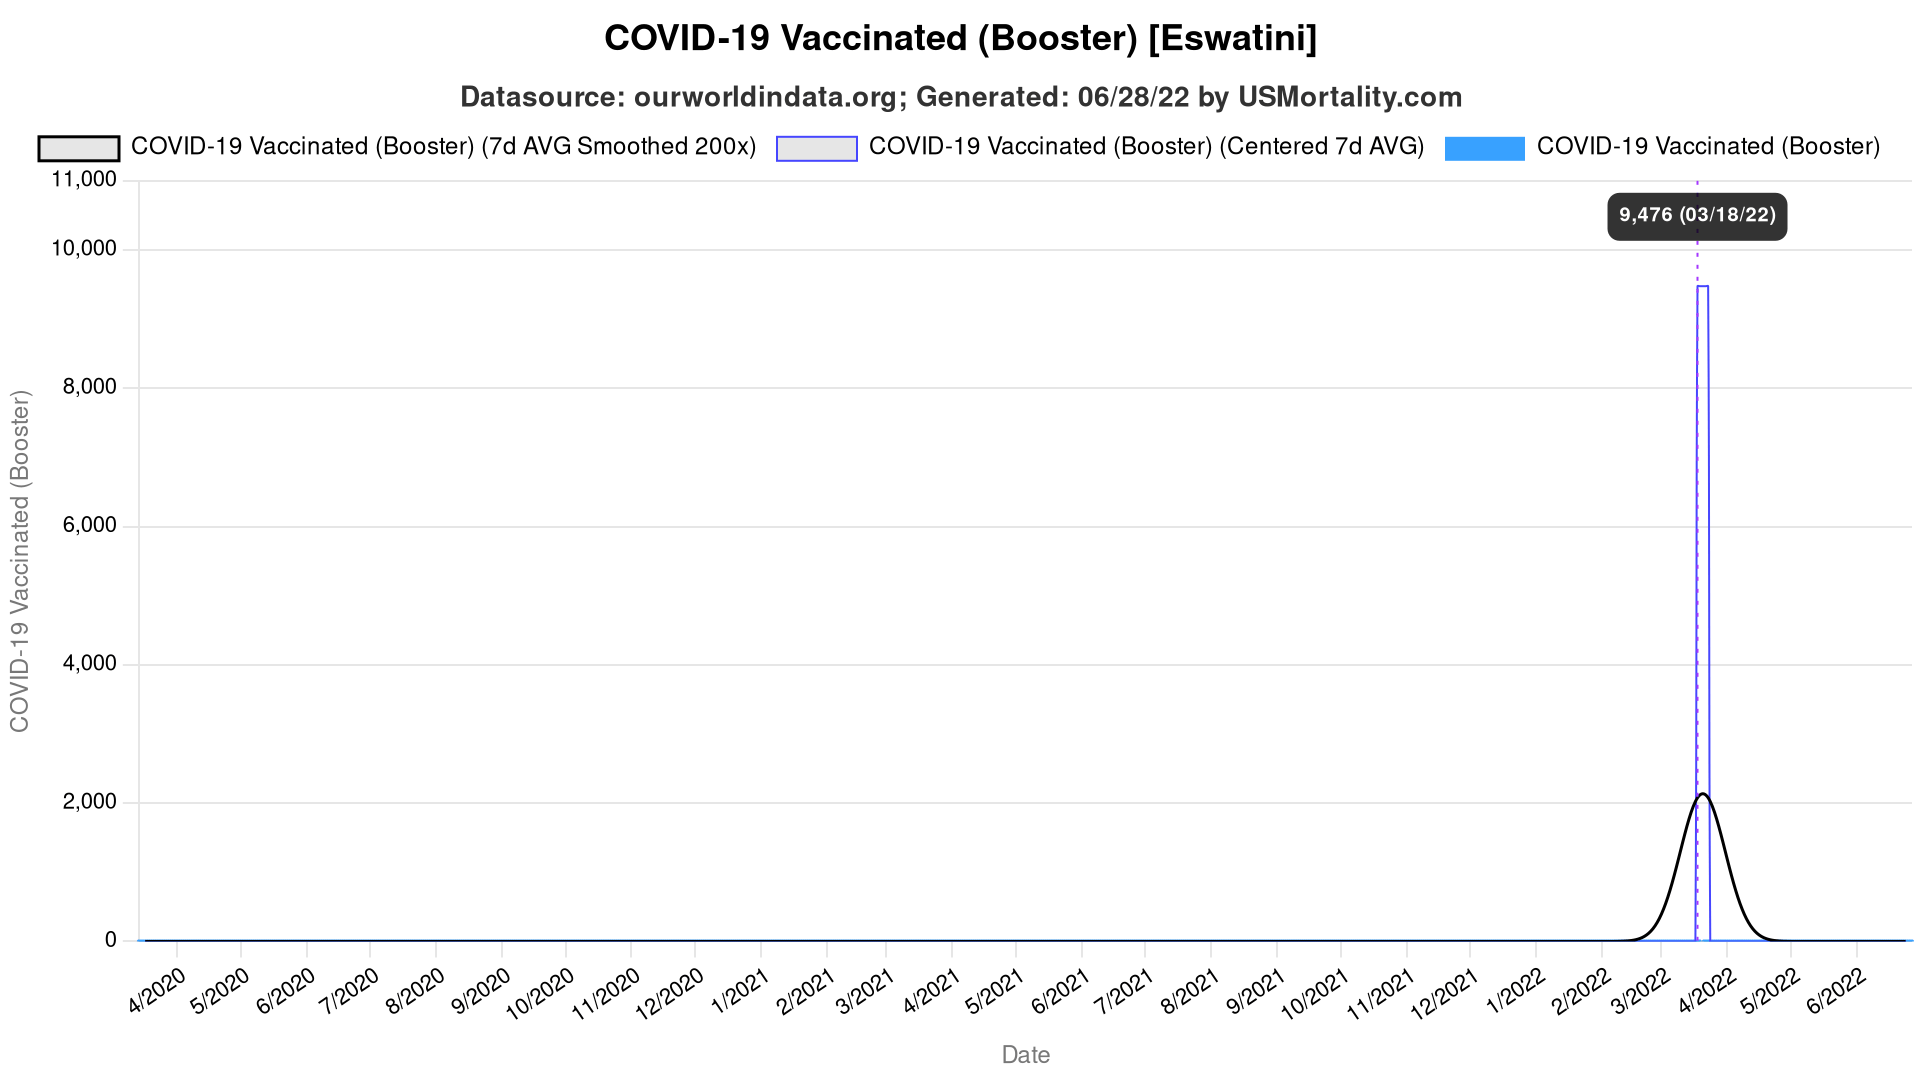 COVID-19 Vaccinated (Booster) [Eswatini]
Datasource: ourworldindata.org; Generated: 06/28/22 by USMortality.com
COVID-19 Vaccinated (Booster) (7d AVG Smoothed 200x) COVID-19 Vaccinated (Booster) (Centered 7d AVG) COVID-19 Vaccinated (Booster)
11,000
9,476 (03/18/22)
10,000
8,000
6,000
4,000
2,000
0
COVID-19 Vaccinated (Booster)
4/2020 5/2020 6/2020 7/2020 8/2020 9/2020 10/2020 11/2020 12/2020 1/2021 2/2021 3/2021 4/2021 5/2021 6/2021 7/2021 8/2021 9/2021 10/2021 11/2021 12/2021 1/2022 2/2022 3/2022 4/2022 5/2022 6/2022
Date